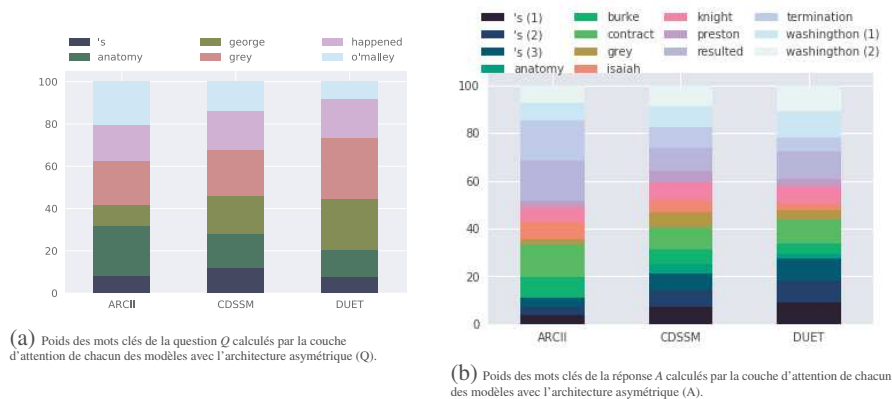 's
george
happened
anatomy
grey
o'malley
100
80
60
40
20
0
ARCII
CDSSM
DUET
(a) Poids des mots clés de la question Q calculés par la couche
d'attention de chacun des modèles avec l'architecture asymétrique (Q).
's (1)
burke
knight
termination
's (2)
contract
preston
washingthon (1)
's (3)
grey
resulted
washingthon (2)
anatomy
isaiah
100
80
60
40
20
0
ARCII
CDSSM
DUET
(b) Poids des mots clés de la réponse A calculés par la couche d'attention de chacun
des modèles avec l'architecture asymétrique (A).